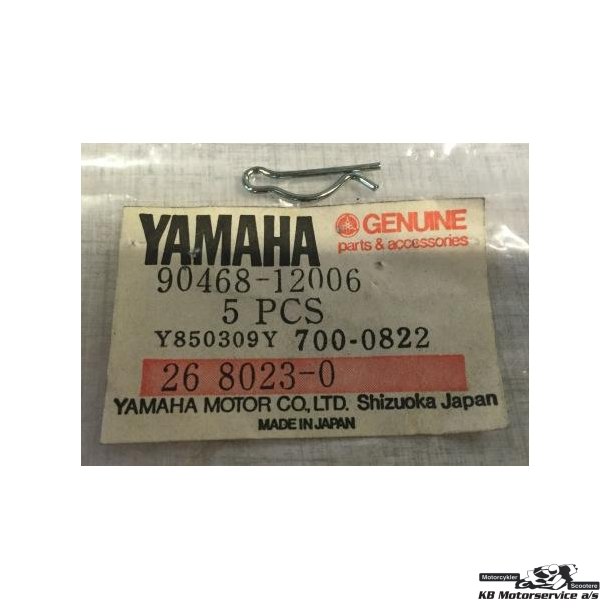 YAMAHA
GENUINE
parts & accessories
90468-12006
5 PCS
Y850309Y 700-0822
26 8023-0
YAMAHA MOTOR CO., LTD. Shizuoka Japan
MADE IN JAPAN
Motorcykler Scootere
KB Motorservice a/s